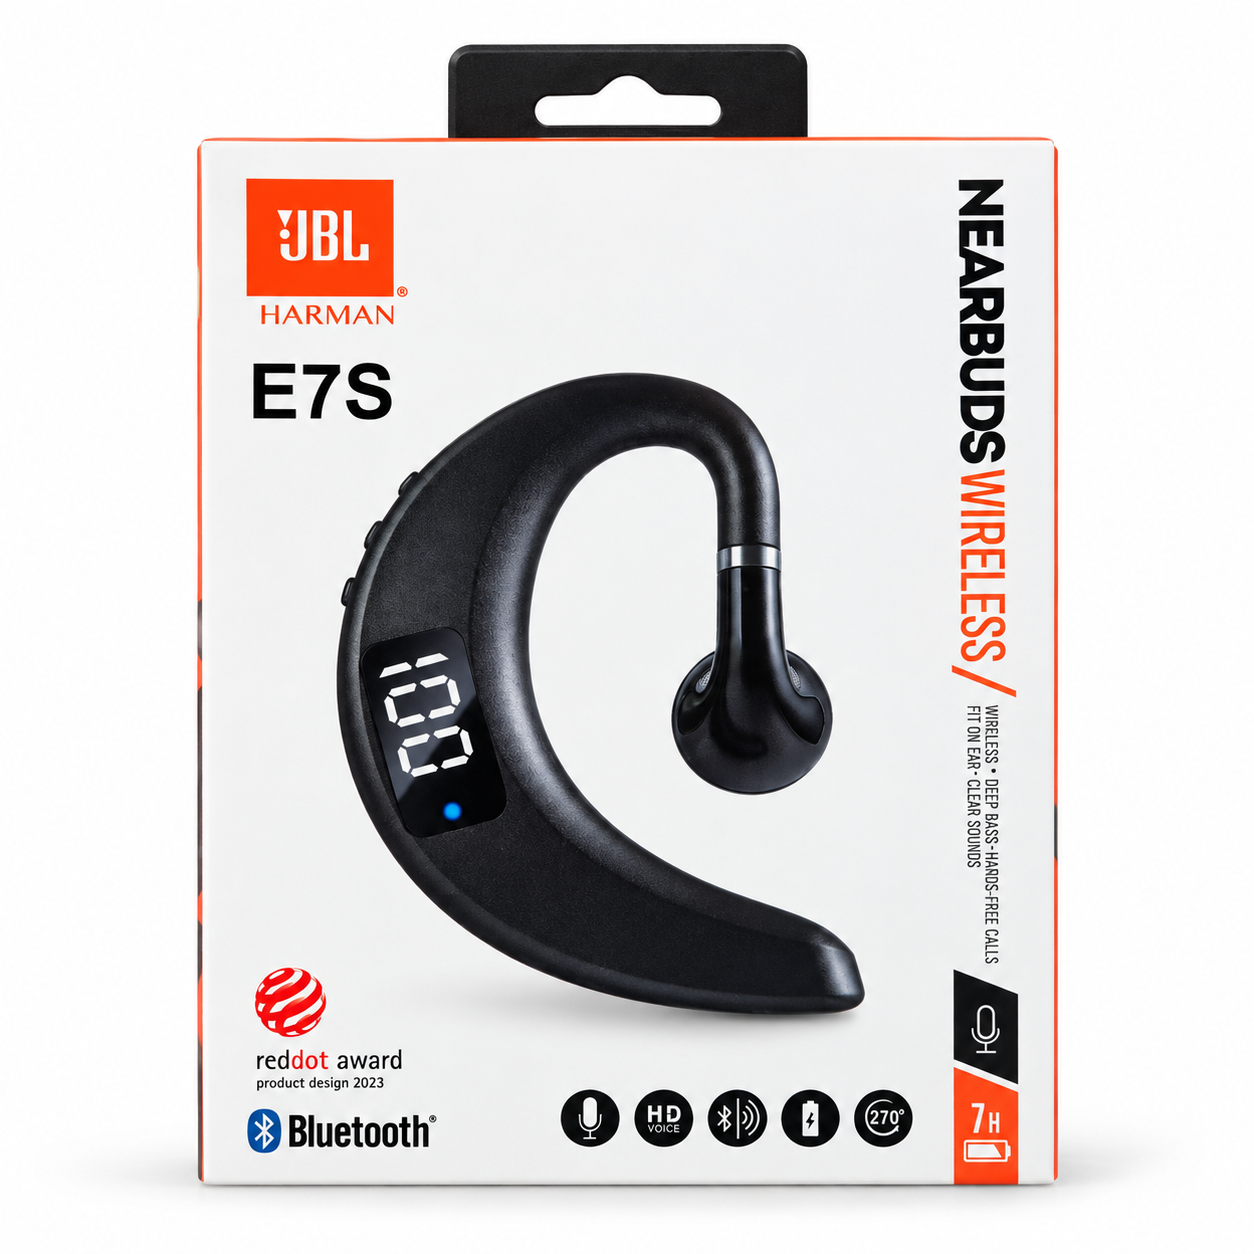 JBL
®
HARMAN
E7S
NEARBUDS WIRELESS/
WIRELESS • DEEP BASS-HANDS-FREE CALLS
FIT ON EAR- CLEAR SOUNDS
100
reddot award
product design 2023
Bluetooth®
HD
VOICE
270°
7H